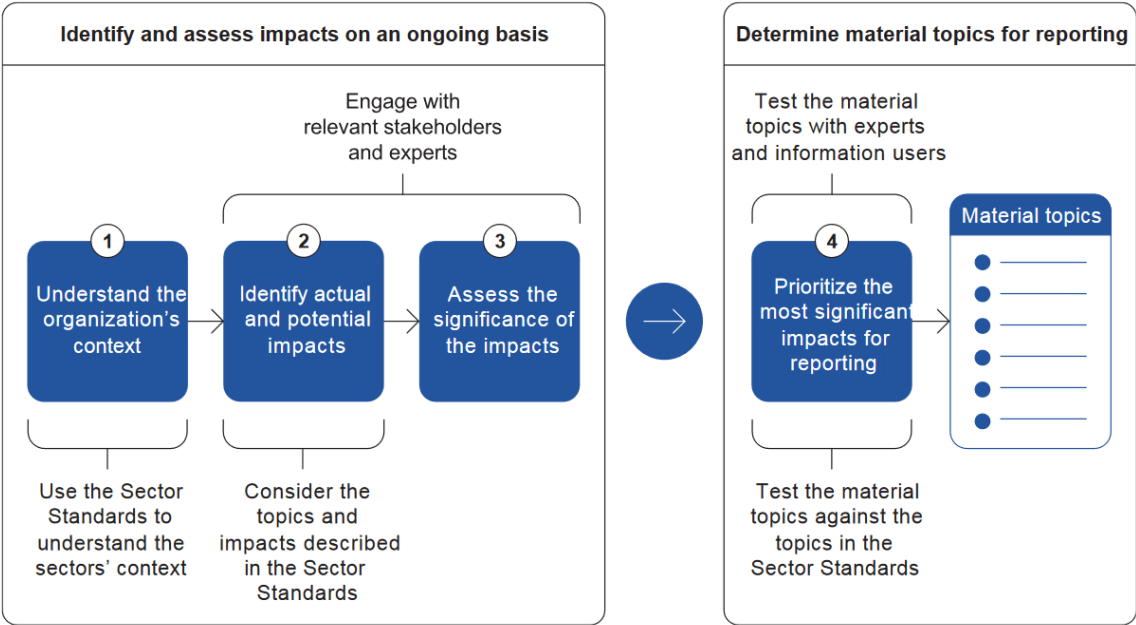 Identify and assess impacts on an ongoing basis
Engage with
relevant stakeholders
and experts
1
Understand the
organization's
context
2
Identify actual
and potential
impacts
3
Assess the
significance of
the impacts
Use the Sector
Standards to
understand the
sectors' context
Consider the
topics and
impacts described
in the Sector
Standards
Determine material topics for reporting
Test the material
topics with experts
and information users
4
Prioritize the
most significant
impacts for
reporting
Material topics
Test the material
topics against the
topics in the
Sector Standards